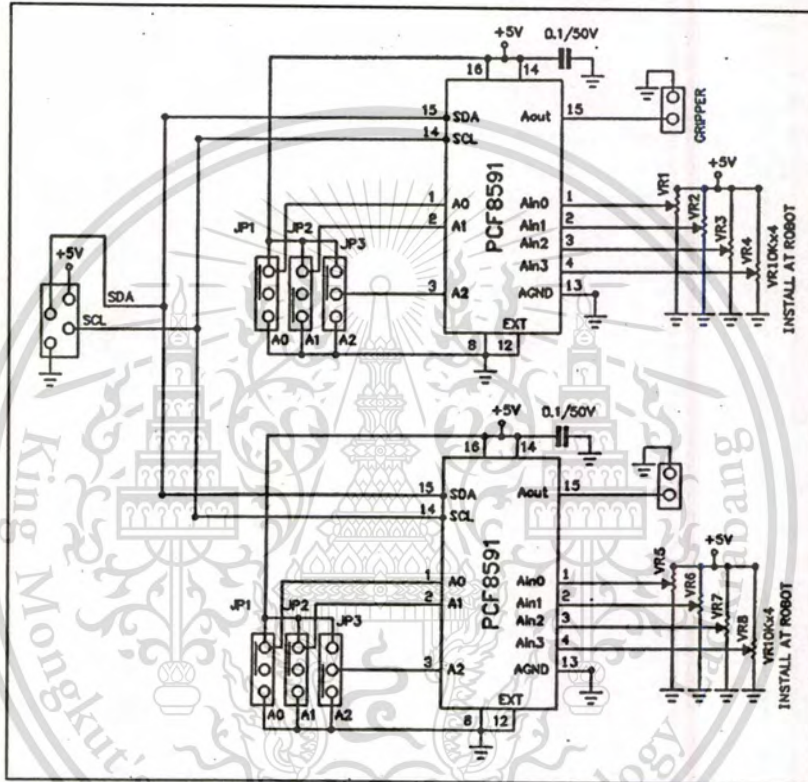 +5V
0.1/50V
16
14
15
SDA
14
SCL
Aout
15
GRIPPER
PCF8591
1
A0
2
A1
3
A2
Ain0
1
Ain1
2
Ain2
3
Ain3
4
AGND
13
EXT
8
12
JP1
JP2
JP3
A0
A1
A2
+5V
SDA
SCL
VR1
VR2
VR3
VR4
+5V
VR10Kx4
INSTALL AT ROBOT
+5V
0.1/50V
16
14
15
SDA
14
SCL
Aout
15
PCF8591
1
A0
2
A1
3
A2
Ain0
1
Ain1
2
Ain2
3
Ain3
4
AGND
13
EXT
8
12
JP1
JP2
JP3
A0
A1
A2
VR5
VR6
VR7
VR8
+5V
VR10Kx4
INSTALL AT ROBOT
King Mongkut's
Ladkrabang